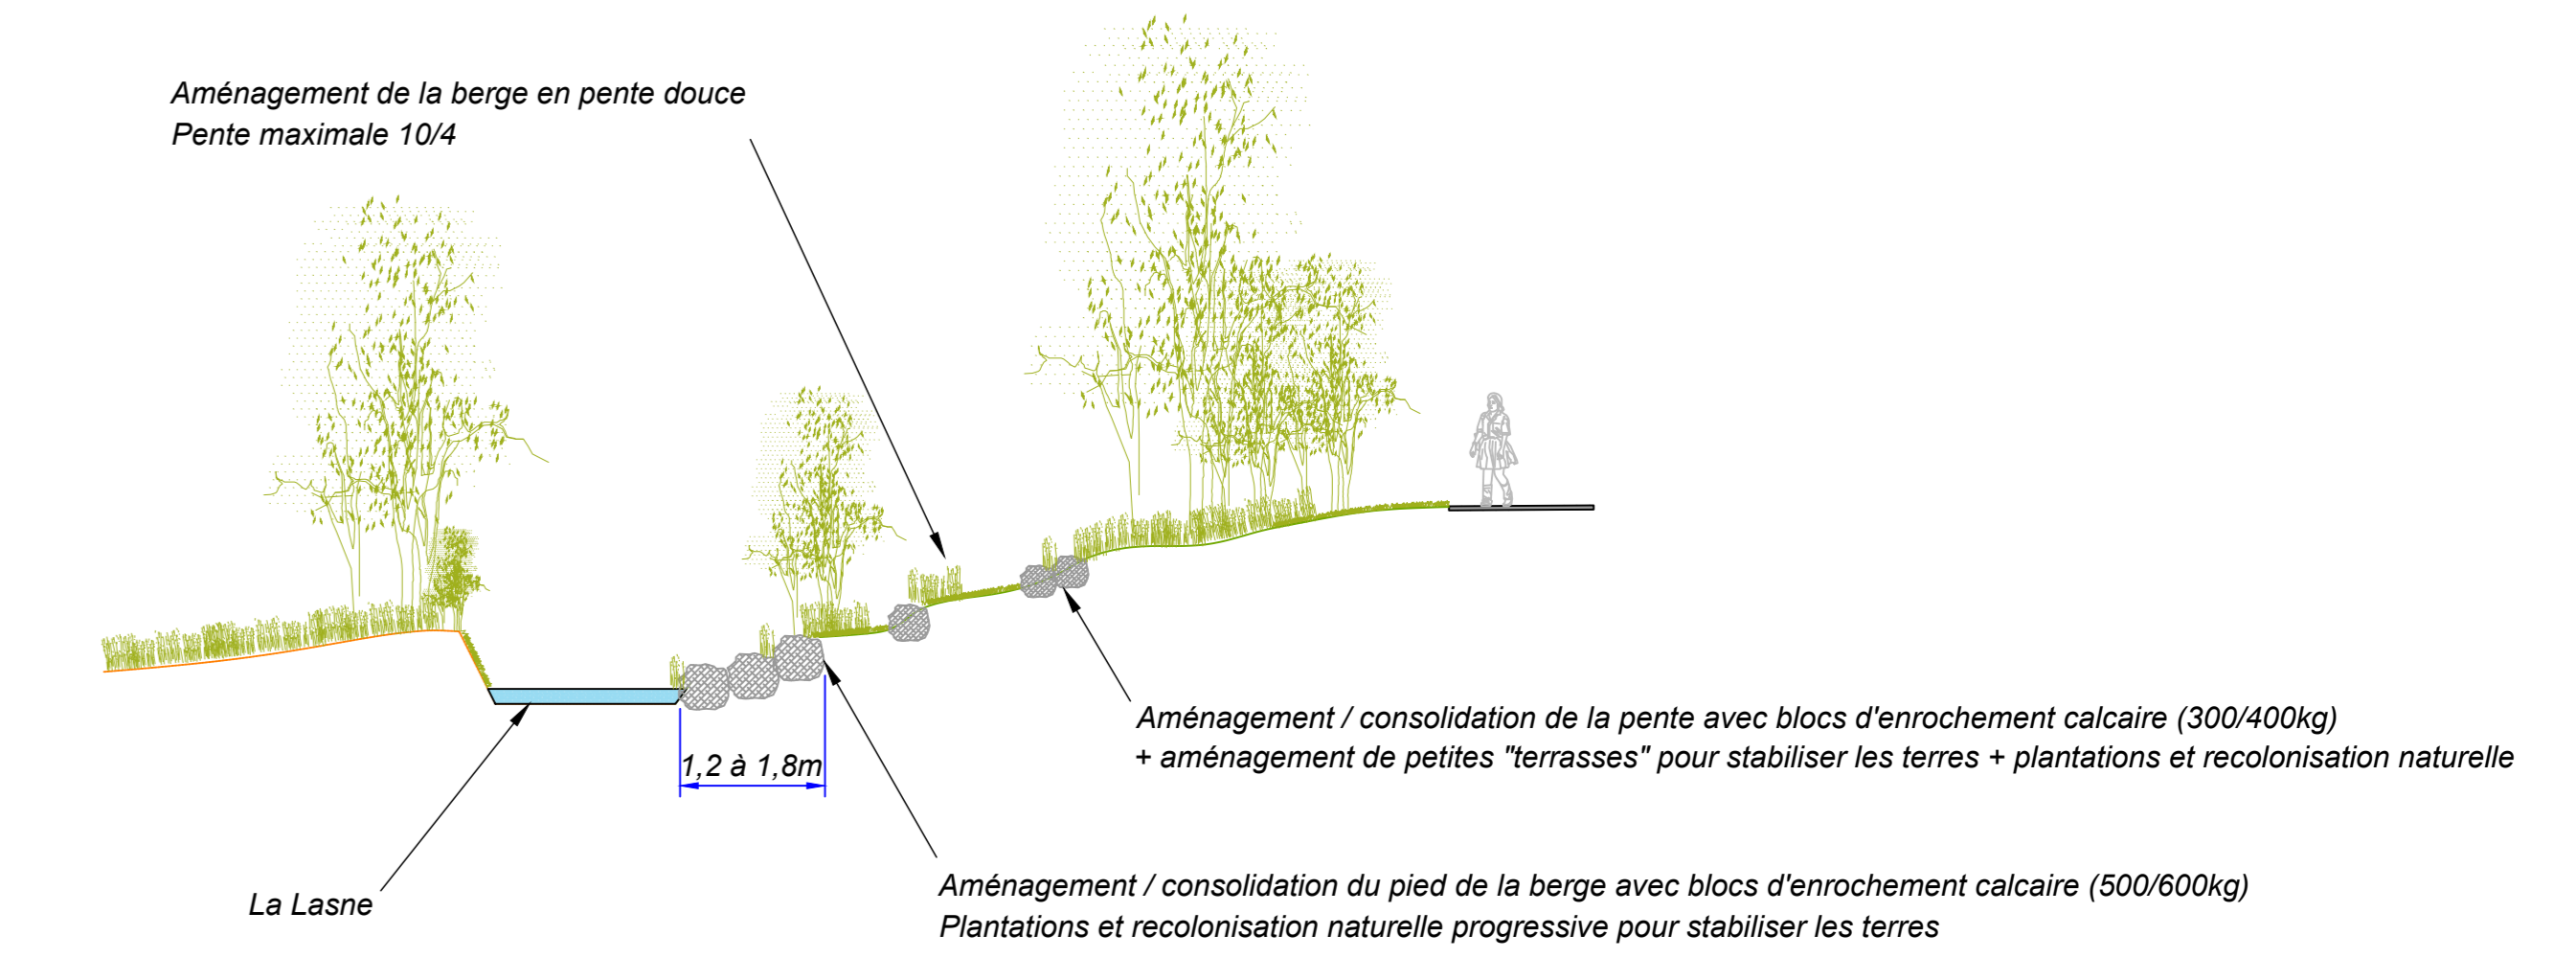 Aménagement de la berge en pente douce
Pente maximale 10/4
Aménagement / consolidation de la pente avec blocs d'enrochement calcaire (300/400kg)
+ aménagement de petites "terrasses" pour stabiliser les terres + plantations et recolonisation naturelle
1,2 à 1,8m
Aménagement / consolidation du pied de la berge avec blocs d'enrochement calcaire (500/600kg)
Plantations et recolonisation naturelle progressive pour stabiliser les terres
La Lasne